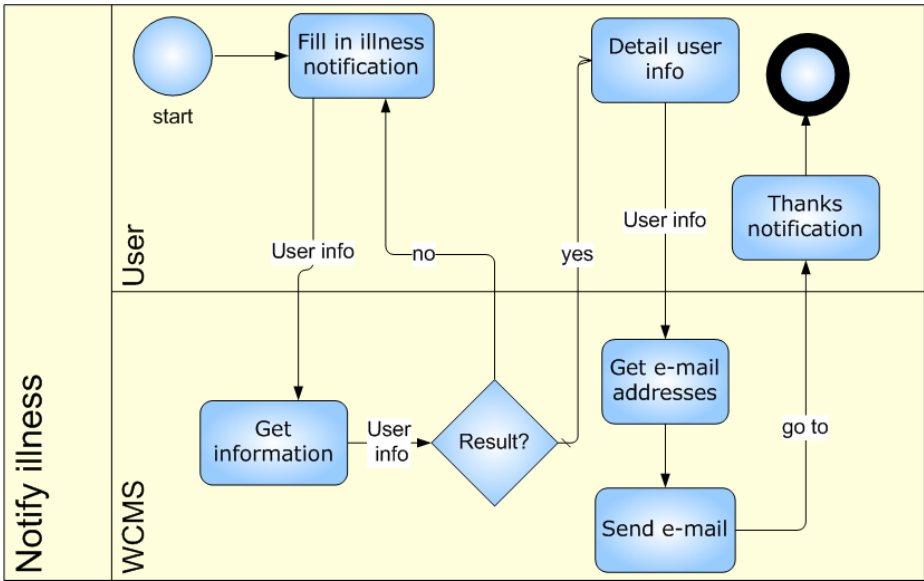 Notify illness
User
start
Fill in illness
notification
Detail user
info
Thanks
notification
User info
no
yes
User info
WCMS
Get
information
User
info
Result?
Get e-mail
addresses
Send e-mail
go to